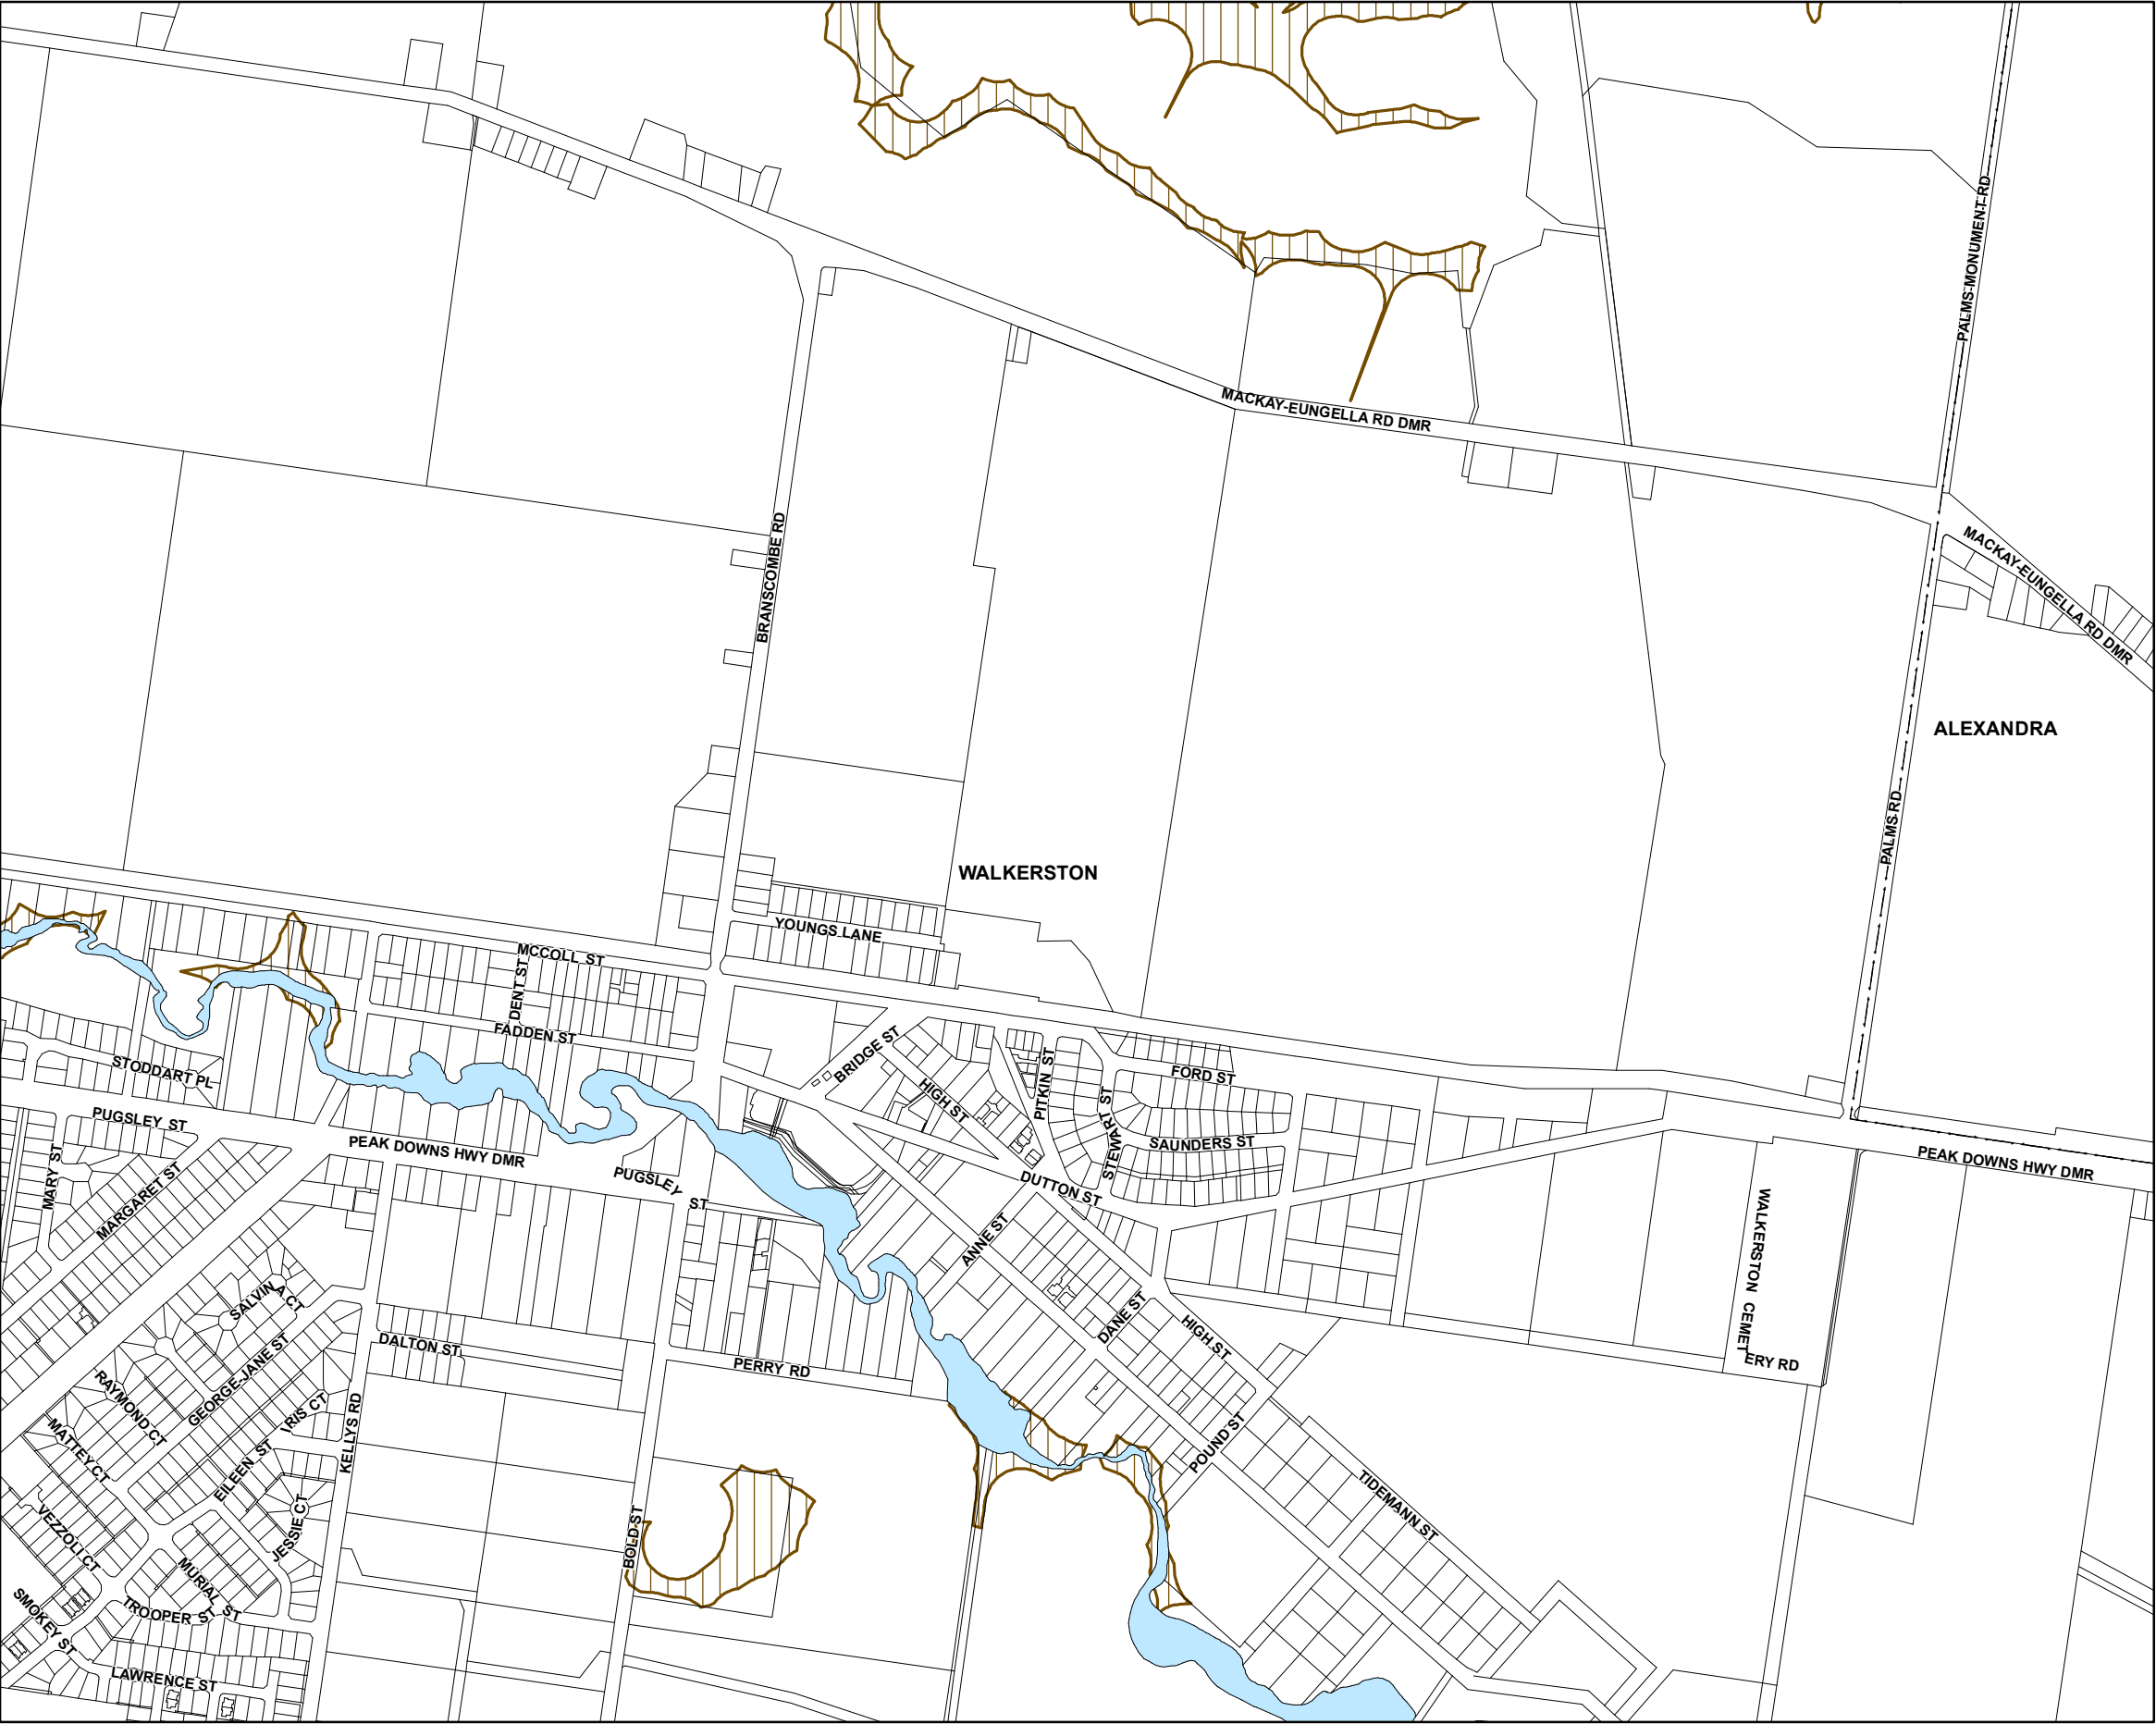 PALMS-MONUMENT-RD
MACKAY-EUNGELLA RD DMR
BRANSCOMBE RD
MACKAY-EUNGELLA RD DMR
ALEXANDRA
PALMS RD
WALKERSTON
YOUNGS LANE
MCCOLL ST
DENT ST
FADDEN ST
BRIDGE ST
HIGH ST
PITKIN ST
FORD ST
STEWART ST
SAUNDERS ST
STODDART PL
PUGSLEY ST
PEAK DOWNS HWY DMR
PUGSLEY ST
DUTTON ST
PEAK DOWNS HWY DMR
MARY ST
MARGARET ST
ANNE ST
WALKERSTON CEMETERY RD
SALVINA CT
GEORGE-JANE ST
DALTON ST
PERRY RD
DANE ST
HIGH ST
RAYMOND CT
IRIS CT
KELLYS RD
MATTEY CT
EILEEN ST
POUND ST
TIDEMANN ST
VEZZOLI CT
JESSIE CT
BOLD ST
MURIAL ST
SMOKEY ST
TROOPER ST
LAWRENCE ST